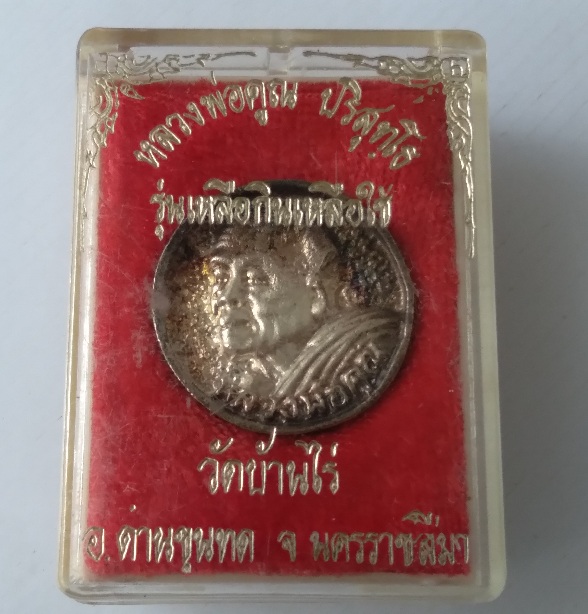 หลวงพ่อคูณ ปริสุทฺโธ
รุ่นเหลือกินเหลือใช้
หลวงพ่อคูณ
วัดบ้านไร่
อ.ด่านขุนทด จ นครราชสีมา